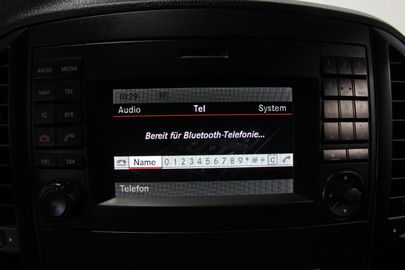 RADIO MEDIA
NAVI TEL
SYS
10:29
Audio Tel System
Bereit für Bluetooth-Telefonie...
Name 0 1 2 3 4 5 6 7 8 9 * # + C
Telefon